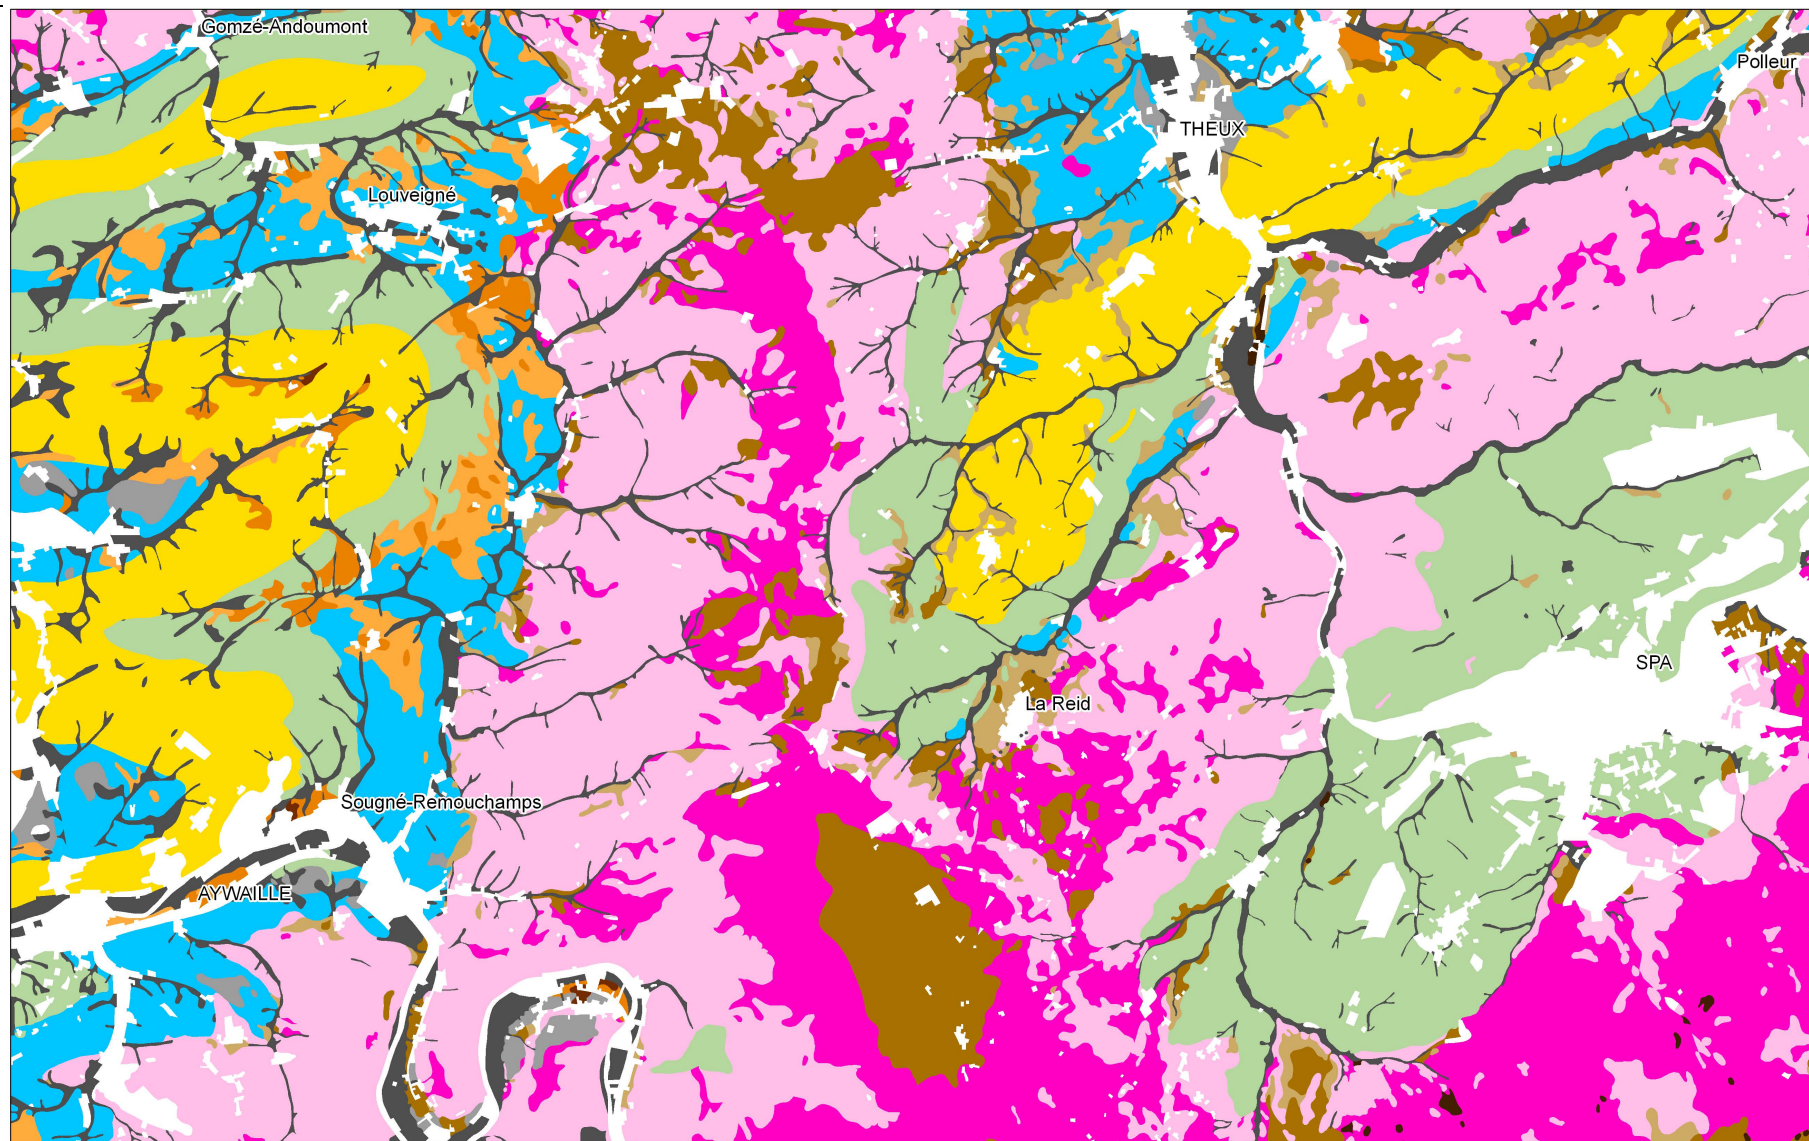 Gomzé-Andoumont
Polleur
THEUX
Louveigné
SPA
La Reid
Sougné-Remouchamps
AYWAILLE